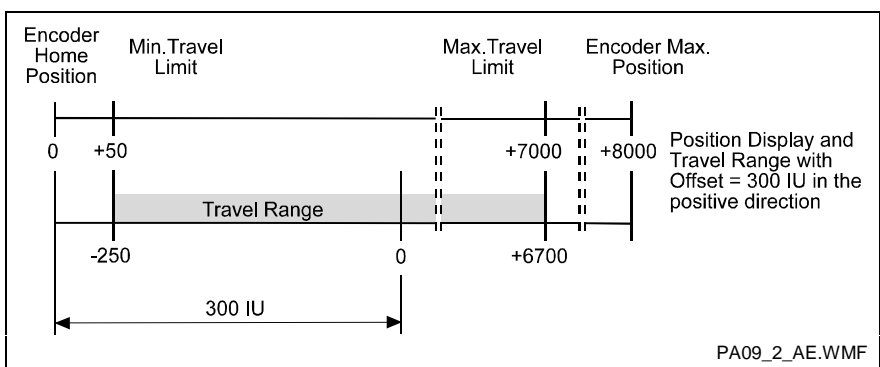 Encoder
Home
Position
Min.Travel
Limit
Max.Travel
Limit
Encoder Max.
Position
0
+50
+7000
+8000
Position Display and
Travel Range with
Offset = 300 IU in the
positive direction
Travel Range
-250
0
+6700
300 IU
PA09_2_AE.WMF